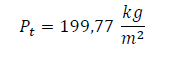 P_t = 199,77 kg/m²